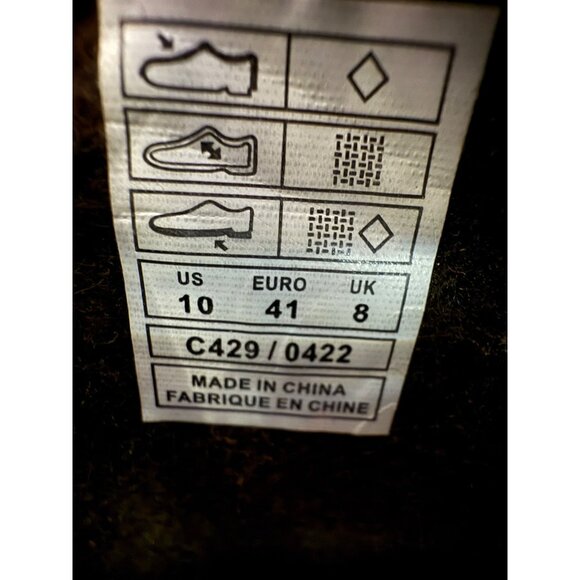 US EURO UK
10 41 8
C429 / 0422
MADE IN CHINA
FABRIQUE EN CHINE